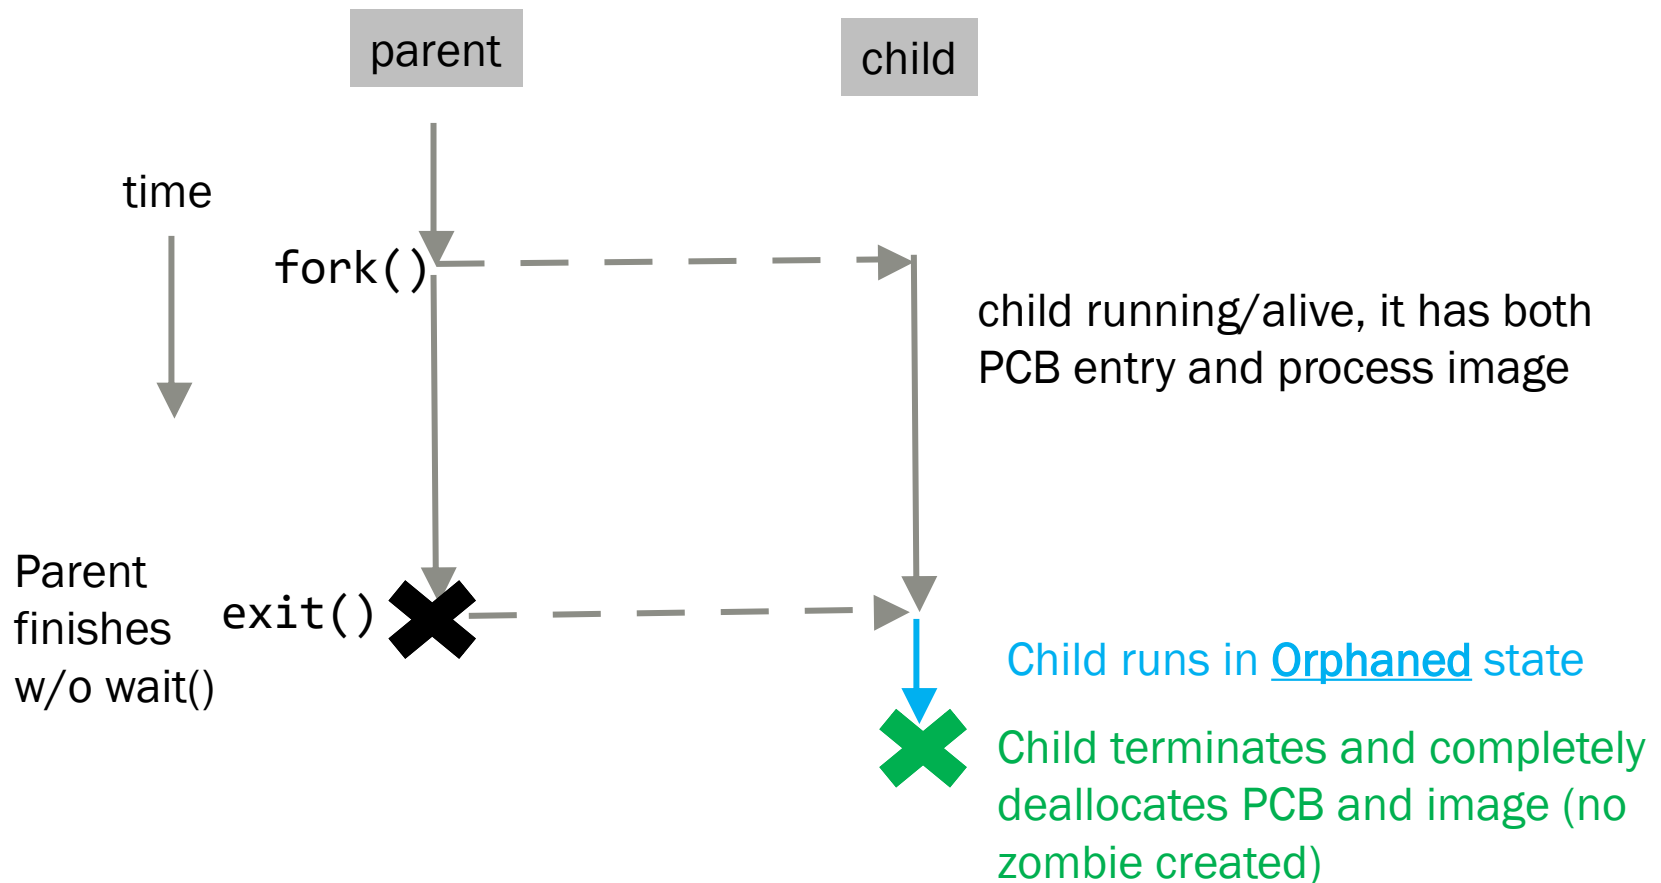 parent
child
time
fork()
child running/alive, it has both
PCB entry and process image
Parent
finishes
w/o wait()
exit()
Child runs in Orphaned state
Child terminates and completely
deallocates PCB and image (no
zombie created)